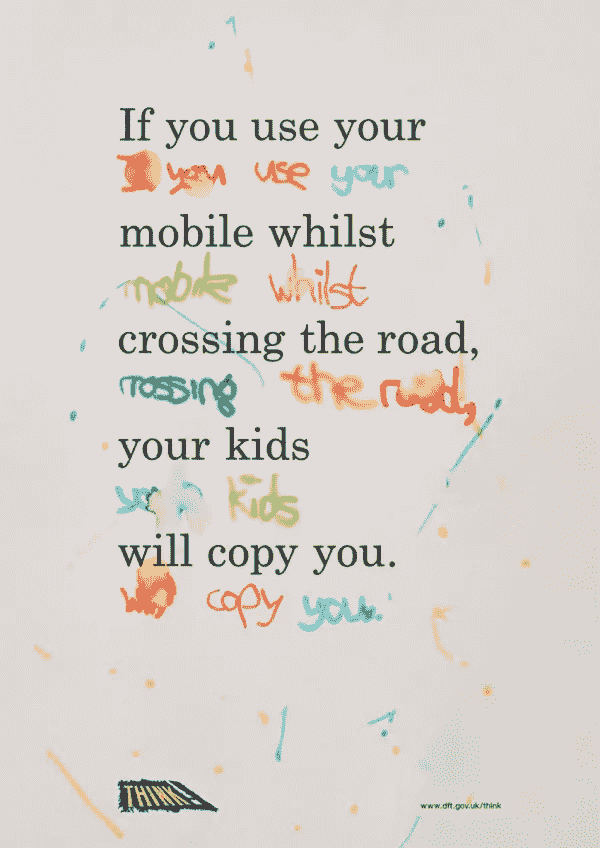 If you use your
you use your
mobile whilst
mobile whilst
crossing the road,
rossing the road,
your kids
kids
will copy you.
copy you.
THINK!
www.dft.gov.uk/think